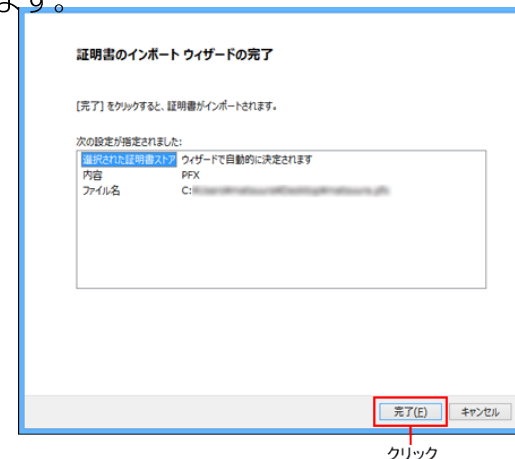 ます。
証明書のインポート ウィザードの完了
[完了] をクリックすると、証明書がインポートされます。
次の設定が指定されました:
選択された証明書ストア ウィザードで自動的に決定されます
内容 PFX
ファイル名 C:
完了(F) キャンセル
クリック